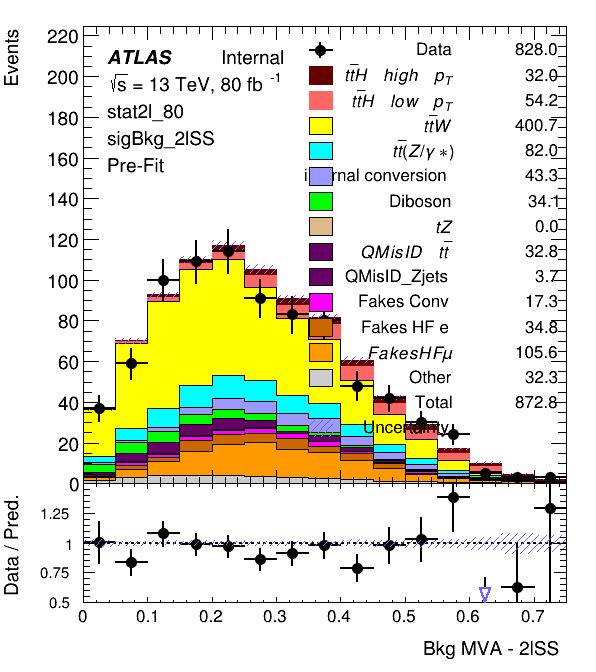 Events
220
200
180
160
140
120
100
80
60
40
20
0
ATLAS Internal
√s = 13 TeV, 80 fb⁻¹
stat2l_80
sigBkg_2lSS
Pre-Fit
Data 828.0
tt̄H high p_T 32.0
tt̄H low p_T 54.2
tt̄W 400.7
tt̄(Z/γ*) 82.0
conversion 43.3
Diboson 34.1
tZ 0.0
QMisID tt̄ 32.8
QMisID_Zjets 3.7
Fakes Conv 17.3
Fakes HF e 34.8
FakesHFμ 105.6
Other 32.3
Total 872.8
Uncertainty
Data / Pred.
1.25
1
0.75
0.5
0 0.1 0.2 0.3 0.4 0.5 0.6 0.7
Bkg MVA - 2lSS